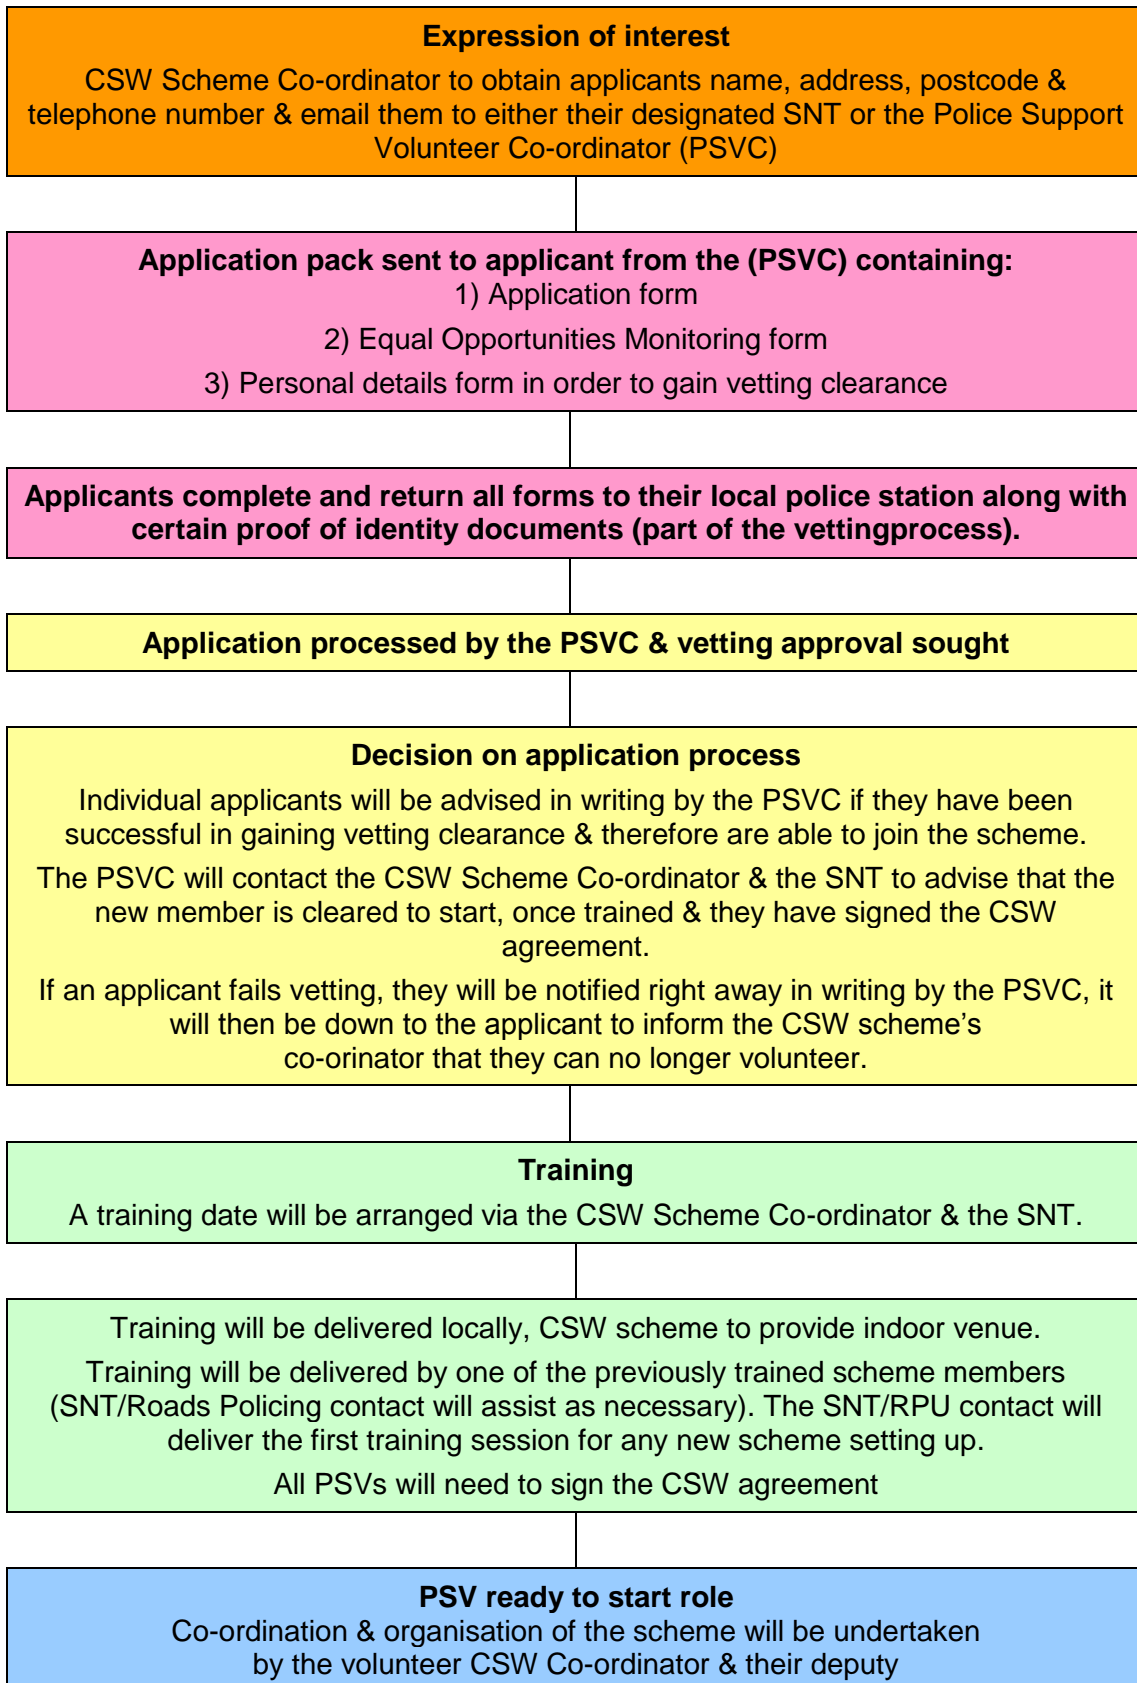 Expression of interest
CSW Scheme Co-ordinator to obtain applicants name, address, postcode &
telephone number & email them to either their designated SNT or the Police Support
Volunteer Co-ordinator (PSVC)
Application pack sent to applicant from the (PSVC) containing:
1) Application form
2) Equal Opportunities Monitoring form
3) Personal details form in order to gain vetting clearance
Applicants complete and return all forms to their local police station along with
certain proof of identity documents (part of the vettingprocess).
Application processed by the PSVC & vetting approval sought
Decision on application process
Individual applicants will be advised in writing by the PSVC if they have been
successful in gaining vetting clearance & therefore are able to join the scheme.
The PSVC will contact the CSW Scheme Co-ordinator & the SNT to advise that the
new member is cleared to start, once trained & they have signed the CSW
agreement.
If an applicant fails vetting, they will be notified right away in writing by the PSVC, it
will then be down to the applicant to inform the CSW scheme's
co-orinator that they can no longer volunteer.
Training
A training date will be arranged via the CSW Scheme Co-ordinator & the SNT.
Training will be delivered locally, CSW scheme to provide indoor venue.
Training will be delivered by one of the previously trained scheme members
(SNT/Roads Policing contact will assist as necessary). The SNT/RPU contact will
deliver the first training session for any new scheme setting up.
All PSVs will need to sign the CSW agreement
PSV ready to start role
Co-ordination & organisation of the scheme will be undertaken
by the volunteer CSW Co-ordinator & their deputy